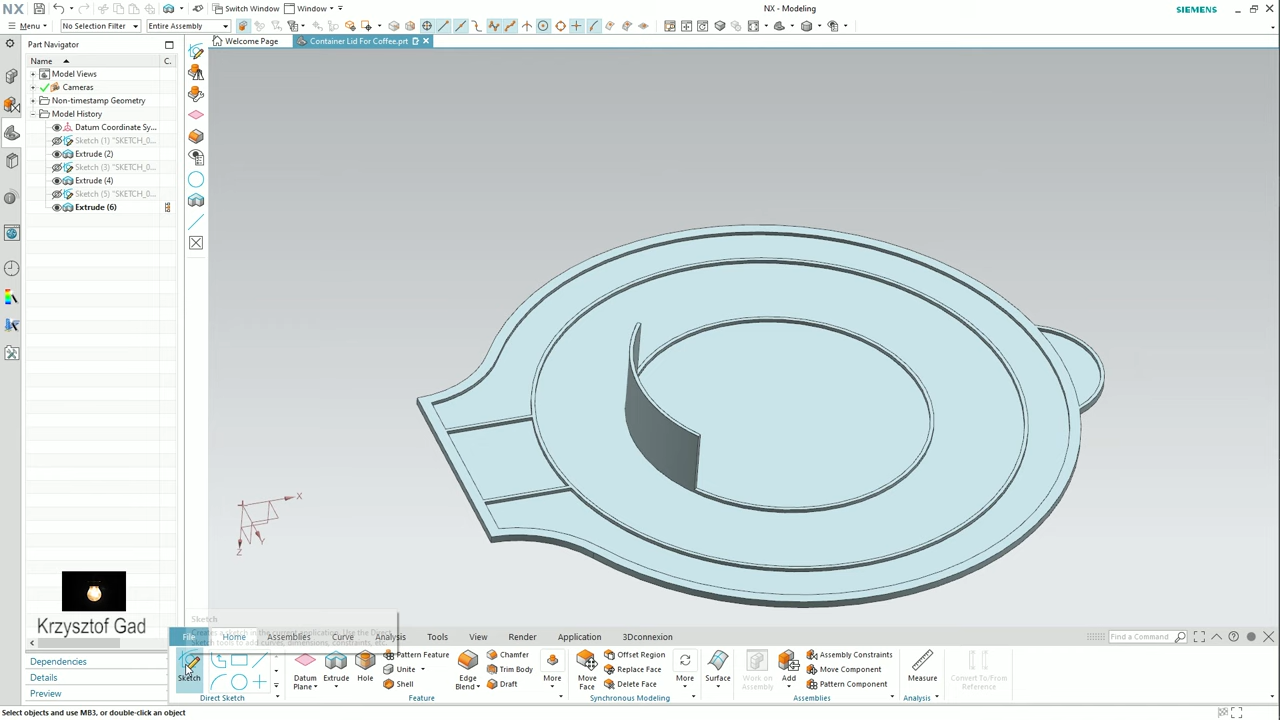 NX
Switch Window
Window
NX - Modeling
SIEMENS
Menu
No Selection Filter
Entire Assembly
Part Navigator
Welcome Page
Container Lid For Coffee.prt
Name
C.
Model Views
Cameras
Non-timestamp Geometry
Model History
Datum Coordinate Sy...
Sketch (1) "SKETCH_0...
Extrude (2)
Sketch (3) "SKETCH_0...
Extrude (4)
Sketch (5) "SKETCH_0...
Extrude (6)
X
Y
Z
Krzysztof Gad
Sketch
File
Home
Assemblies
Curve
Analysis
Tools
View
Render
Application
3Dconnexion
Find a Command
Dependencies
Details
Preview
Sketch
Direct Sketch
Datum Plane
Extrude
Hole
Pattern Feature
Unite
Shell
Feature
Edge Blend
Chamfer
Trim Body
Draft
More
Move Face
Offset Region
Replace Face
Delete Face
Synchronous Modeling
More
Surface
Work on Assembly
Add
Assembly Constraints
Move Component
Pattern Component
Assemblies
Measure
Analysis
Convert To/From Reference
Select objects and use MB3, or double-click an object